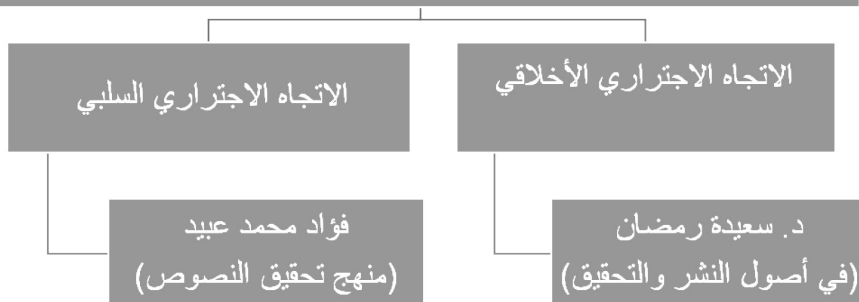 الاتجاه الاجتراري الأخلاقي
الاتجاه الاجتراري السلبي
د. سعيدة رمضان
(في أصول النشر والتحقيق)
فؤاد محمد عبيد
(منهج تحقيق النصوص)